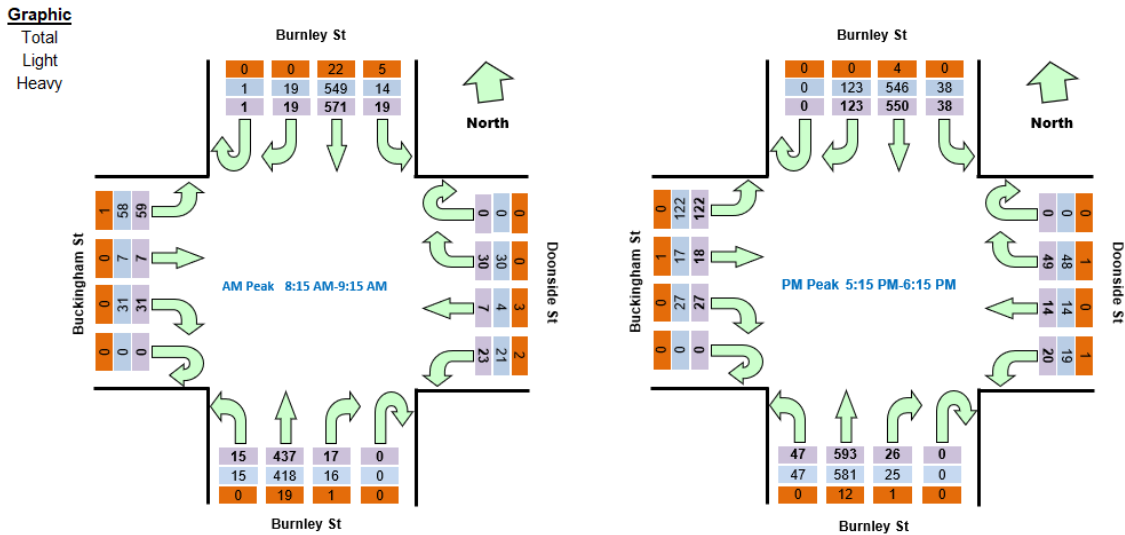 Graphic
Total
Light
Heavy
Burnley St
0 0 22 5
1 19 549 14
1 19 571 19
North
Buckingham St
1 58 59
0 7 7
0 31 31
0 0 0
AM Peak 8:15 AM-9:15 AM
0 0 0
30 30 0
7 4 3
23 21 2
Doonside St
15 437 17 0
15 418 16 0
0 19 1 0
Burnley St
Burnley St
0 0 4 0
0 123 546 38
0 123 550 38
North
Buckingham St
0 122 122
1 17 18
0 27 27
0 0 0
PM Peak 5:15 PM-6:15 PM
0 0 0
49 48 1
14 14 0
20 19 1
Doonside St
47 593 26 0
47 581 25 0
0 12 1 0
Burnley St